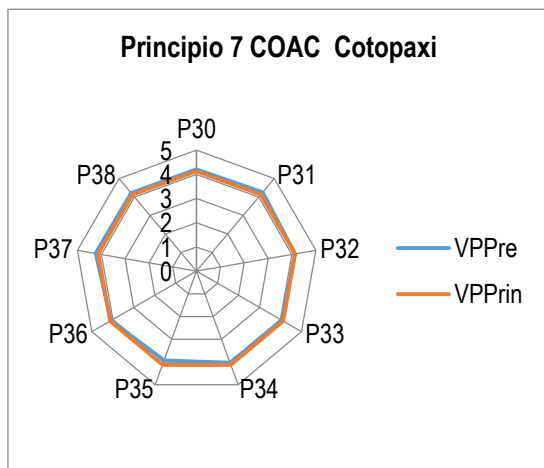 Principio 7 COAC Cotopaxi
P30
P31
P32
P33
P34
P35
P36
P37
P38
5
4
3
2
1
0
VPPre
VPPrin